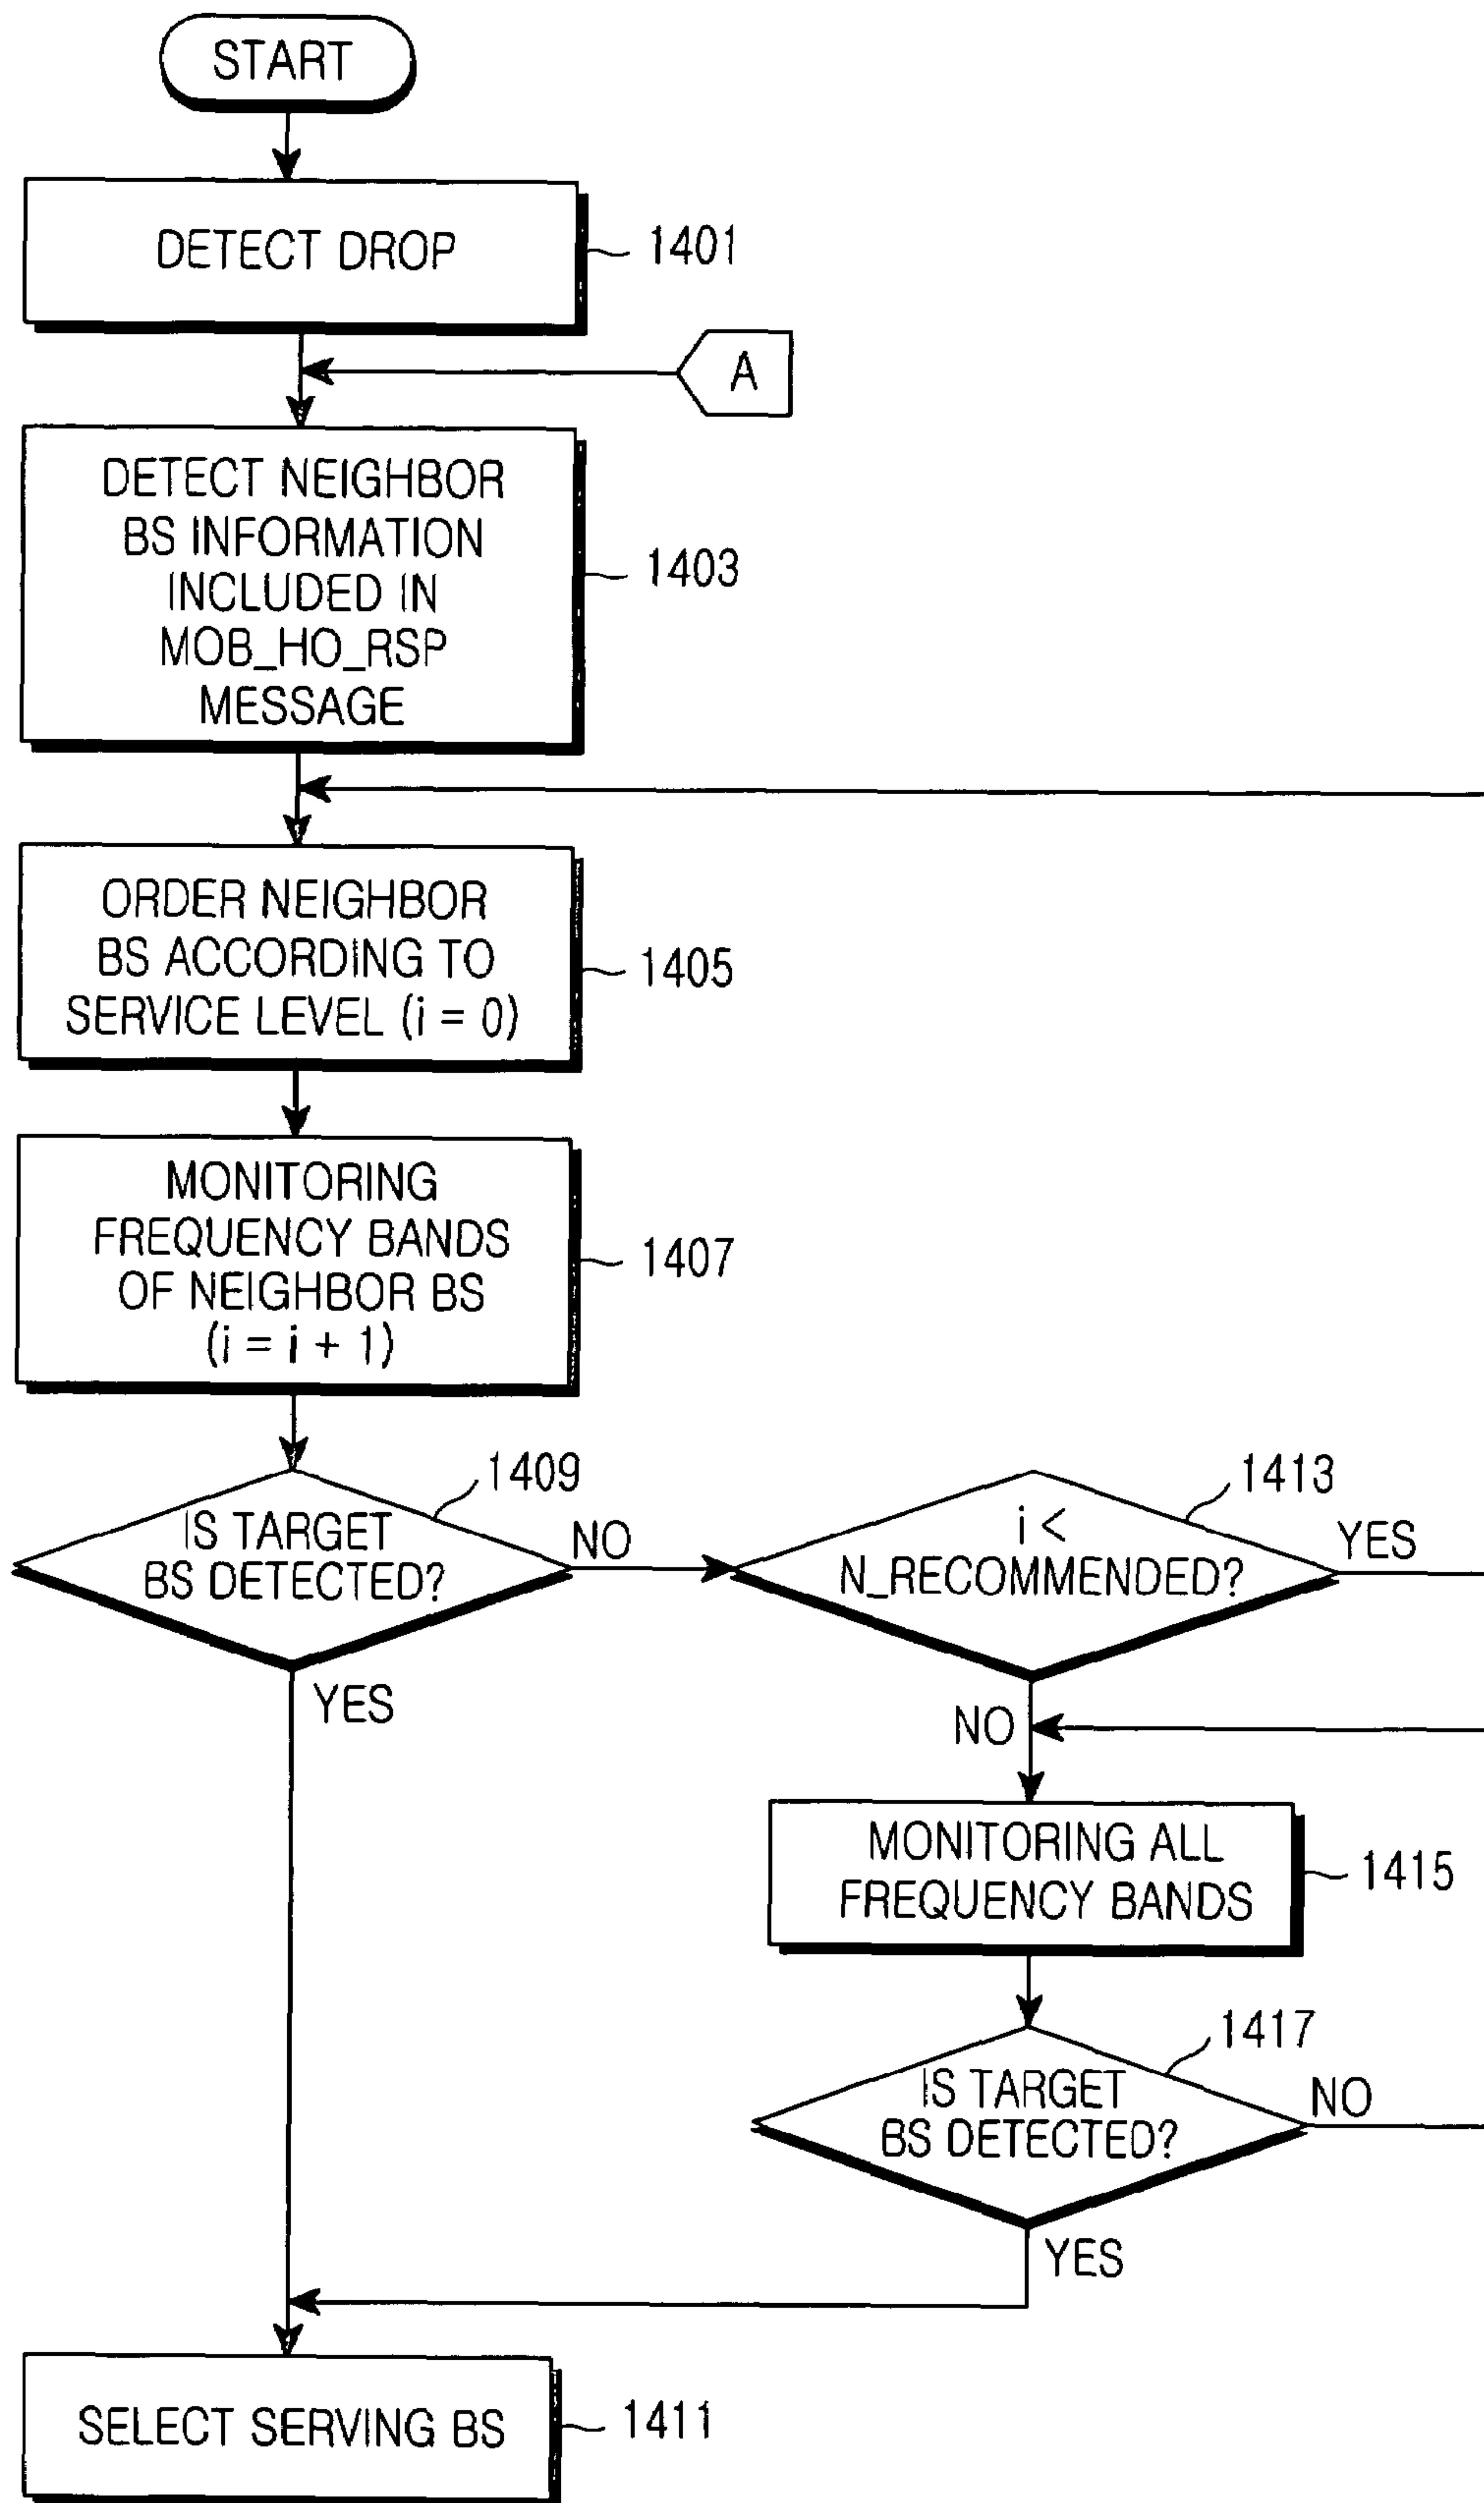 START
DETECT DROP
1401
A
DETECT NEIGHBOR
BS INFORMATION
INCLUDED IN
MOB_HO_RSP
MESSAGE
1403
ORDER NEIGHBOR
BS ACCORDING TO
SERVICE LEVEL (i = 0)
1405
MONITORING
FREQUENCY BANDS
OF NEIGHBOR BS
(i = i + 1)
1407
1409
IS TARGET
BS DETECTED?
NO
YES
1413
i <
N_RECOMMENDED?
YES
NO
MONITORING ALL
FREQUENCY BANDS
1415
1417
IS TARGET
BS DETECTED?
NO
YES
SELECT SERVING BS
1411